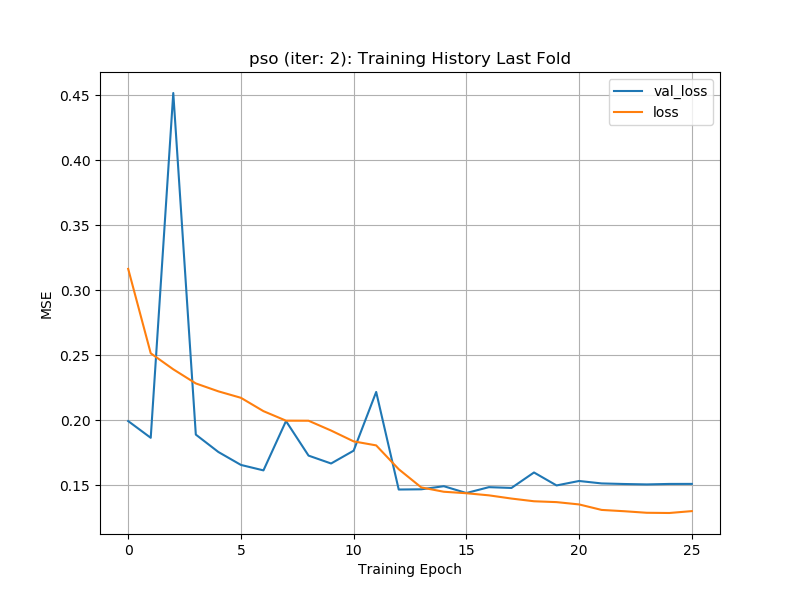 pso (iter: 2): Training History Last Fold
val_loss
loss
0.45
0.40
0.35
0.30
0.25
0.20
0.15
MSE
0
5
10
15
20
25
Training Epoch